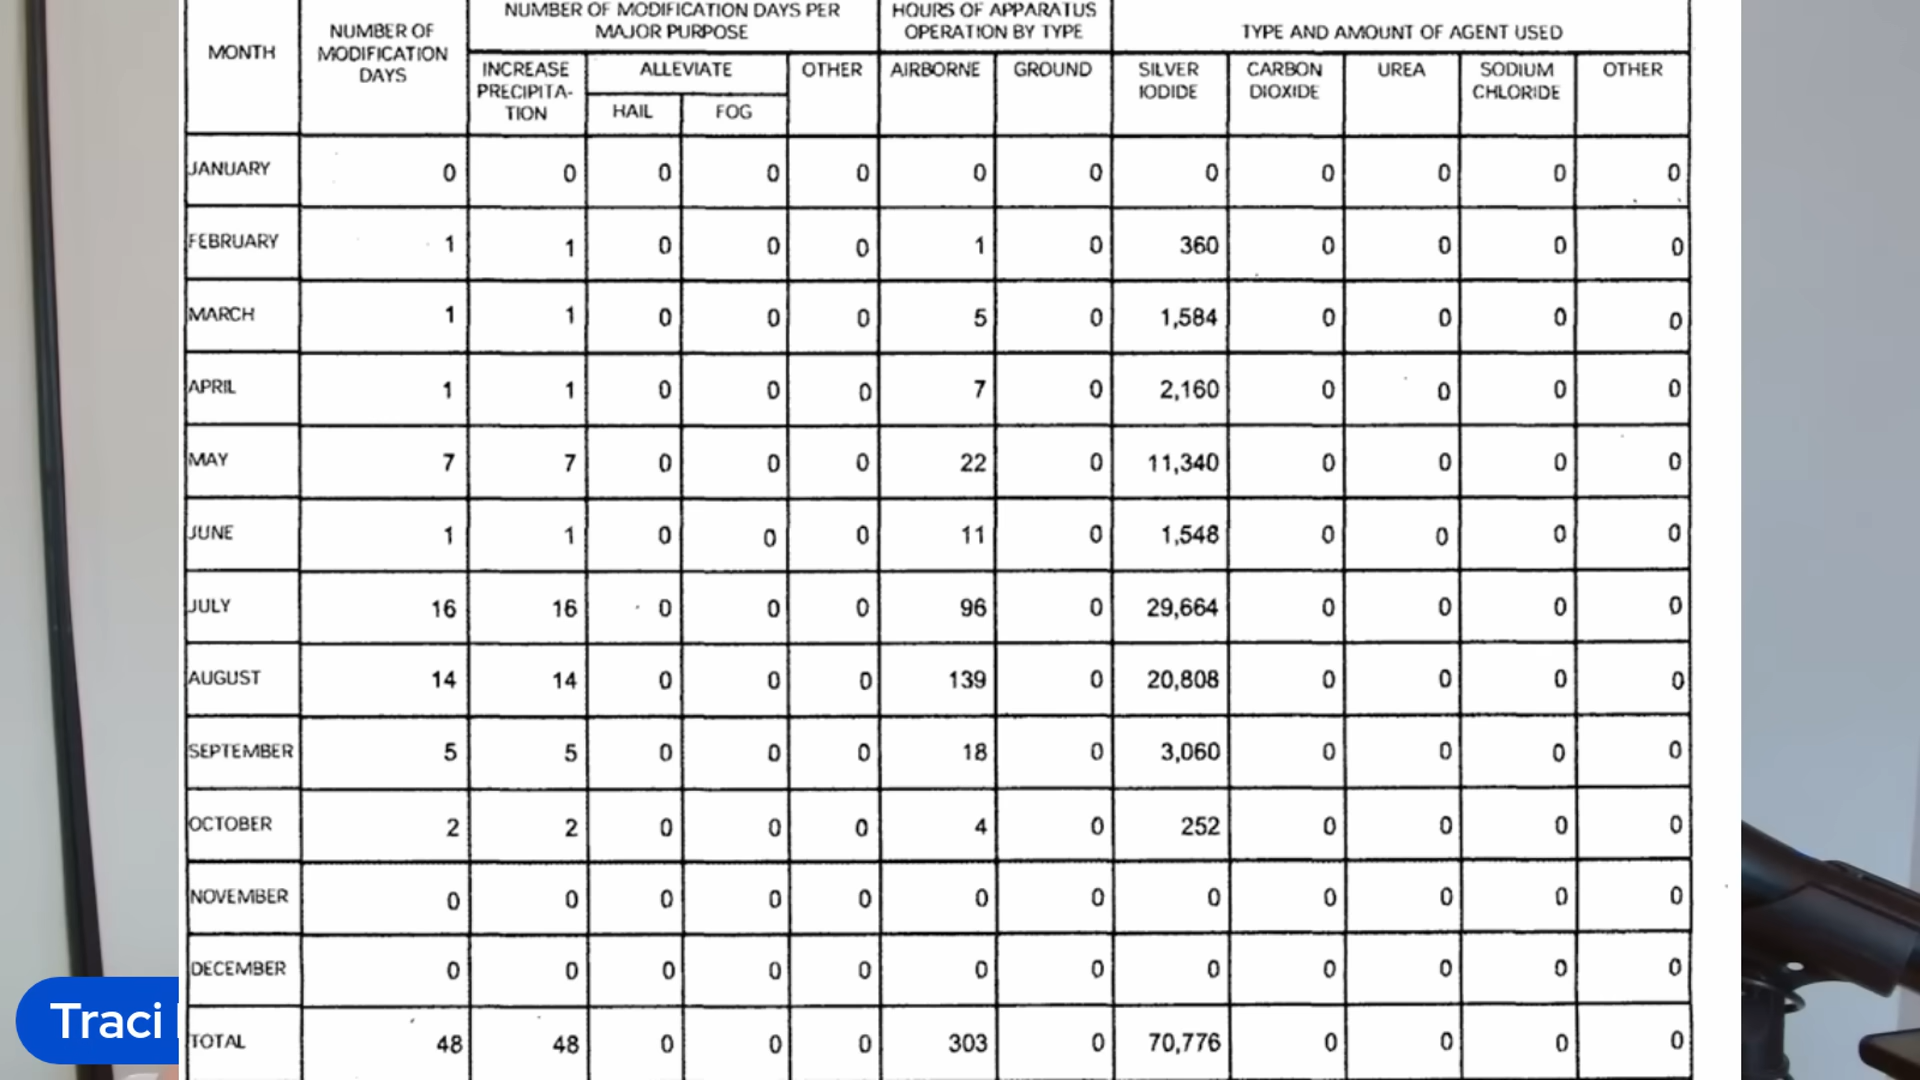 MONTH
NUMBER OF
MODIFICATION
DAYS
NUMBER OF MODIFICATION DAYS PER
MAJOR PURPOSE
HOURS OF APPARATUS
OPERATION BY TYPE
TYPE AND AMOUNT OF AGENT USED
INCREASE
PRECIPITA-
TION
ALLEVIATE
HAIL
FOG
OTHER
AIRBORNE
GROUND
SILVER
IODIDE
CARBON
DIOXIDE
UREA
SODIUM
CHLORIDE
OTHER
JANUARY 0 0 0 0 0 0 0 0 0 0 0 0
FEBRUARY 1 1 0 0 0 1 0 360 0 0 0 0
MARCH 1 1 0 0 0 5 0 1,584 0 0 0 0
APRIL 1 1 0 0 0 7 0 2,160 0 0 0 0
MAY 7 7 0 0 0 22 0 11,340 0 0 0 0
JUNE 1 1 0 0 0 11 0 1,548 0 0 0 0
JULY 16 16 0 0 0 96 0 29,664 0 0 0 0
AUGUST 14 14 0 0 0 139 0 20,808 0 0 0 0
SEPTEMBER 5 5 0 0 0 18 0 3,060 0 0 0 0
OCTOBER 2 2 0 0 0 4 0 252 0 0 0 0
NOVEMBER 0 0 0 0 0 0 0 0 0 0 0 0
DECEMBER 0 0 0 0 0 0 0 0 0 0 0 0
TOTAL 48 48 0 0 0 303 0 70,776 0 0 0 0
Traci